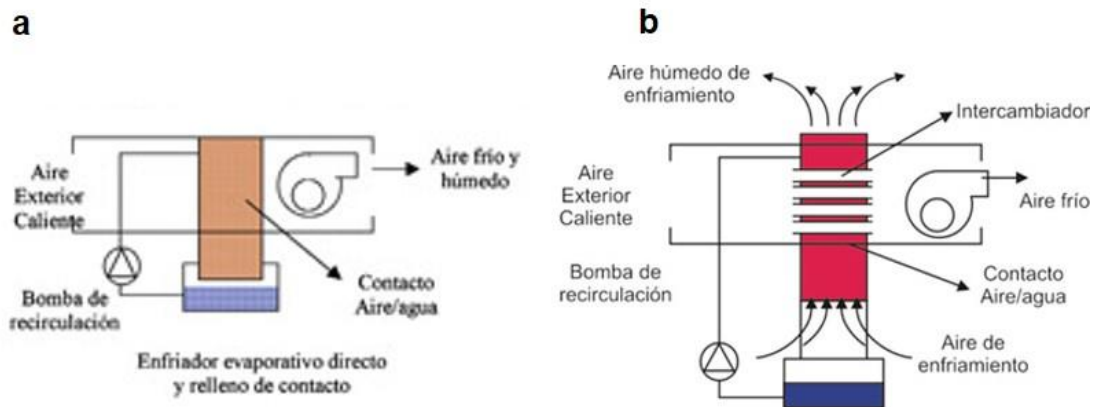 a
Aire
Exterior
Caliente
Aire frío y
húmedo
Bomba de
recirculación
Contacto
Aire/agua
Enfriador evaporativo directo
y relleno de contacto
b
Aire húmedo de
enfriamiento
Intercambiador
Aire
Exterior
Caliente
Aire frío
Bomba de
recirculación
Contacto
Aire/agua
Aire de
enfriamiento